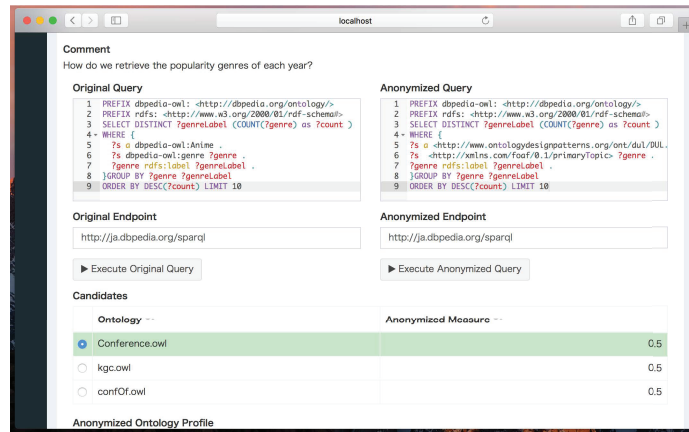 localhost
Comment
How do we retrieve the popularity genres of each year?
Original Query
1 PREFIX dbpedia-owl: <http://dbpedia.org/ontology/>
2 PREFIX rdfs: <http://www.w3.org/2000/01/rdf-schema#>
3 SELECT DISTINCT ?genreLabel (COUNT(?genre) as ?count )
4 WHERE {
5 ?s a dbpedia-owl:Anime .
6 ?s dbpedia-owl:genre ?genre .
7 ?genre rdfs:label ?genreLabel .
8 }GROUP BY ?genre ?genreLabel
9 ORDER BY DESC(?count) LIMIT 10
Anonymized Query
1 PREFIX dbpedia-owl: <http://dbpedia.org/ontology/>
2 PREFIX rdfs: <http://www.w3.org/2000/01/rdf-schema#>
3 SELECT DISTINCT ?genreLabel (COUNT(?genre) as ?count )
4 WHERE {
5 ?s a <http://www.ontologydesignpatterns.org/ont/dul/DUL.
6 ?s <http://xmlns.com/foaf/0.1/primaryTopic> ?genre .
7 ?genre rdfs:label ?genreLabel .
8 }GROUP BY ?genre ?genreLabel
9 ORDER BY DESC(?count) LIMIT 10
Original Endpoint
http://ja.dbpedia.org/sparql
Execute Original Query
Anonymized Endpoint
http://ja.dbpedia.org/sparql
Execute Anonymized Query
Candidates
Ontology Anonymized Measure
Conference.owl 0.5
kgc.owl 0.5
confOf.owl 0.5
Anonymized Ontology Profile